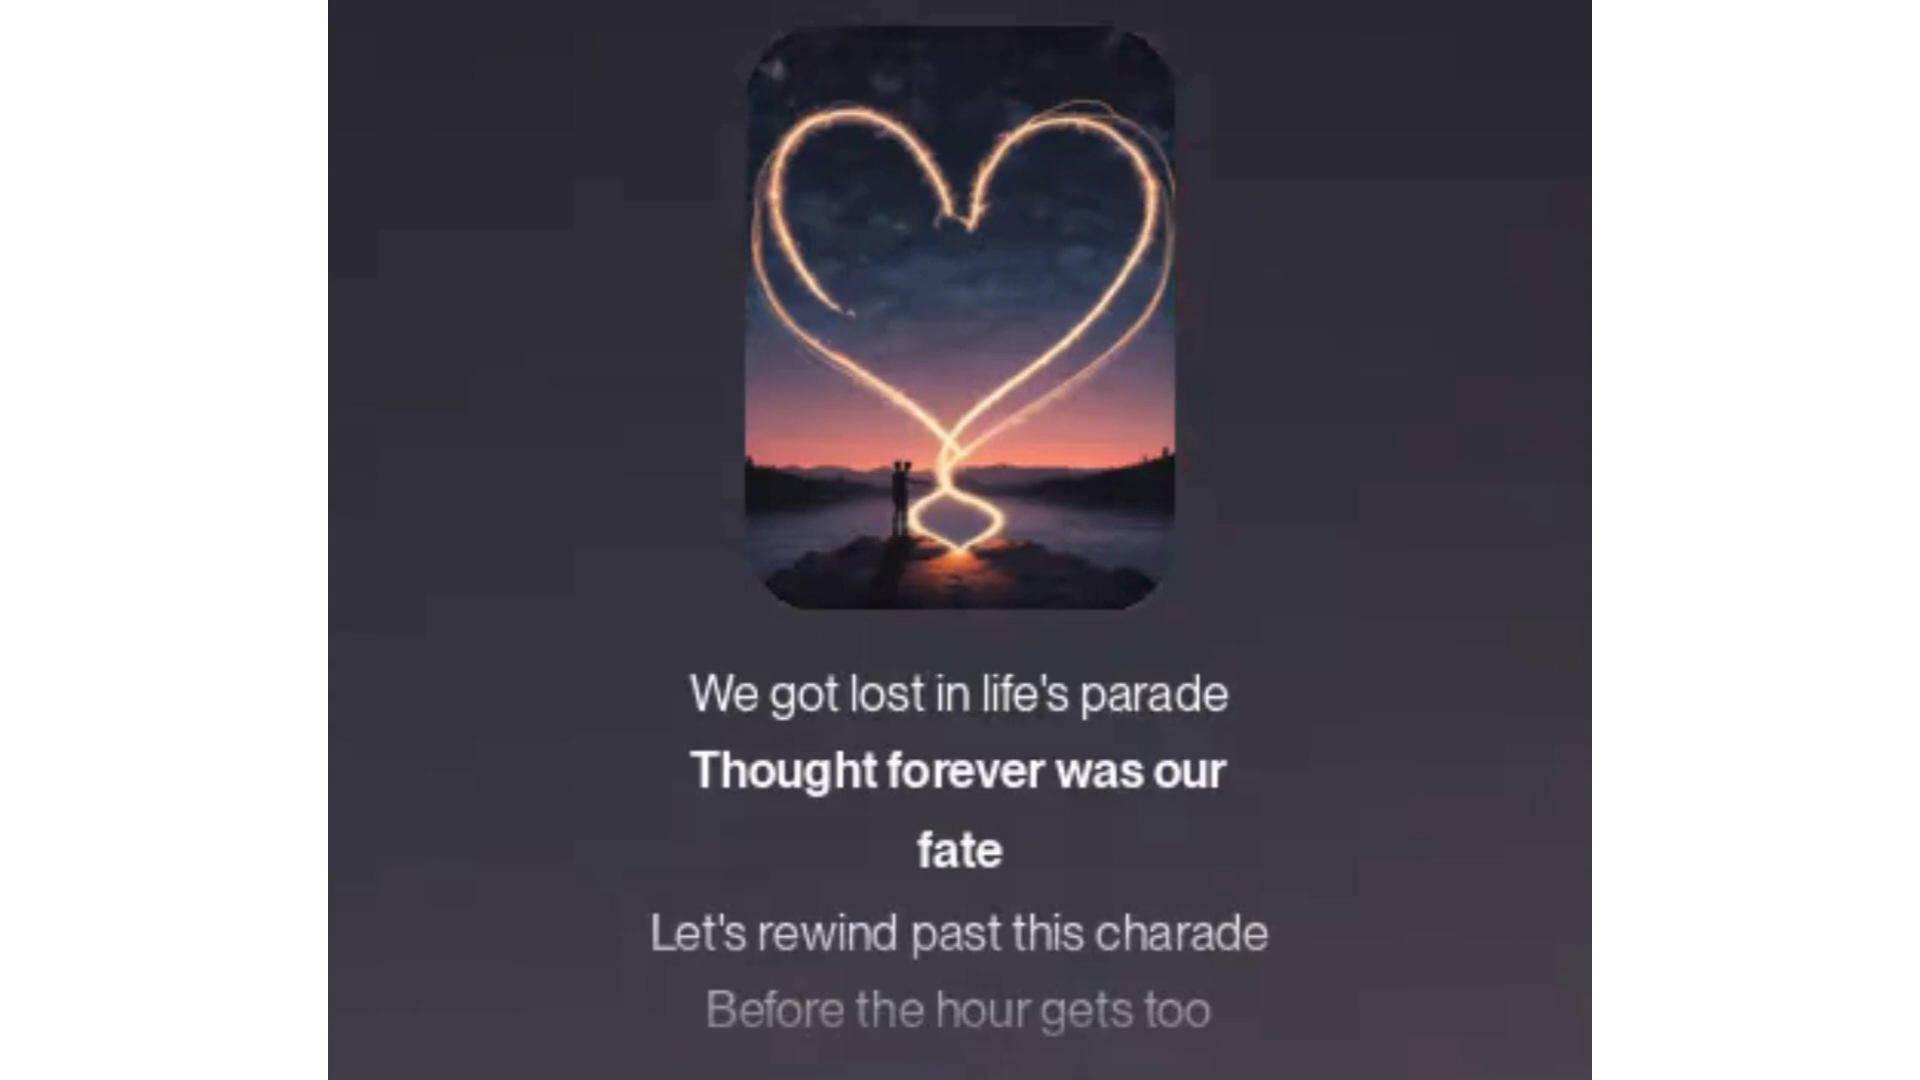 We got lost in life's parade
Thought forever was our
fate
Let's rewind past this charade
Before the hour gets too